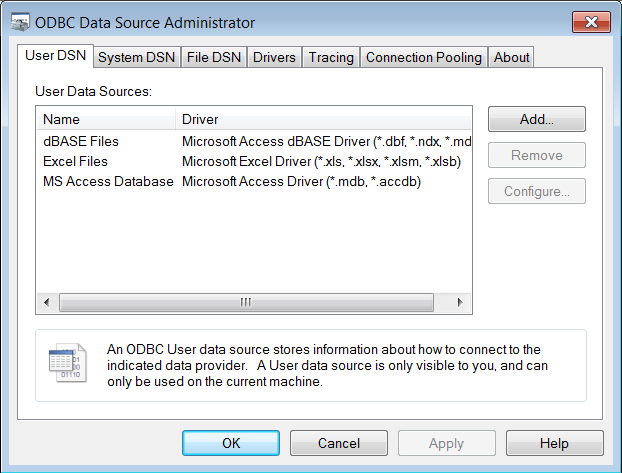 ODBC Data Source Administrator
User DSN System DSN File DSN Drivers Tracing Connection Pooling About
User Data Sources:
Name Driver
dBASE Files Microsoft Access dBASE Driver (*.dbf, *.ndx, *.md
Excel Files Microsoft Excel Driver (*.xls, *.xlsx, *.xlsm, *.xlsb)
MS Access Database Microsoft Access Driver (*.mdb, *.accdb)
Add...
Remove
Configure...
An ODBC User data source stores information about how to connect to the
indicated data provider. A User data source is only visible to you, and can
only be used on the current machine.
OK Cancel Apply Help